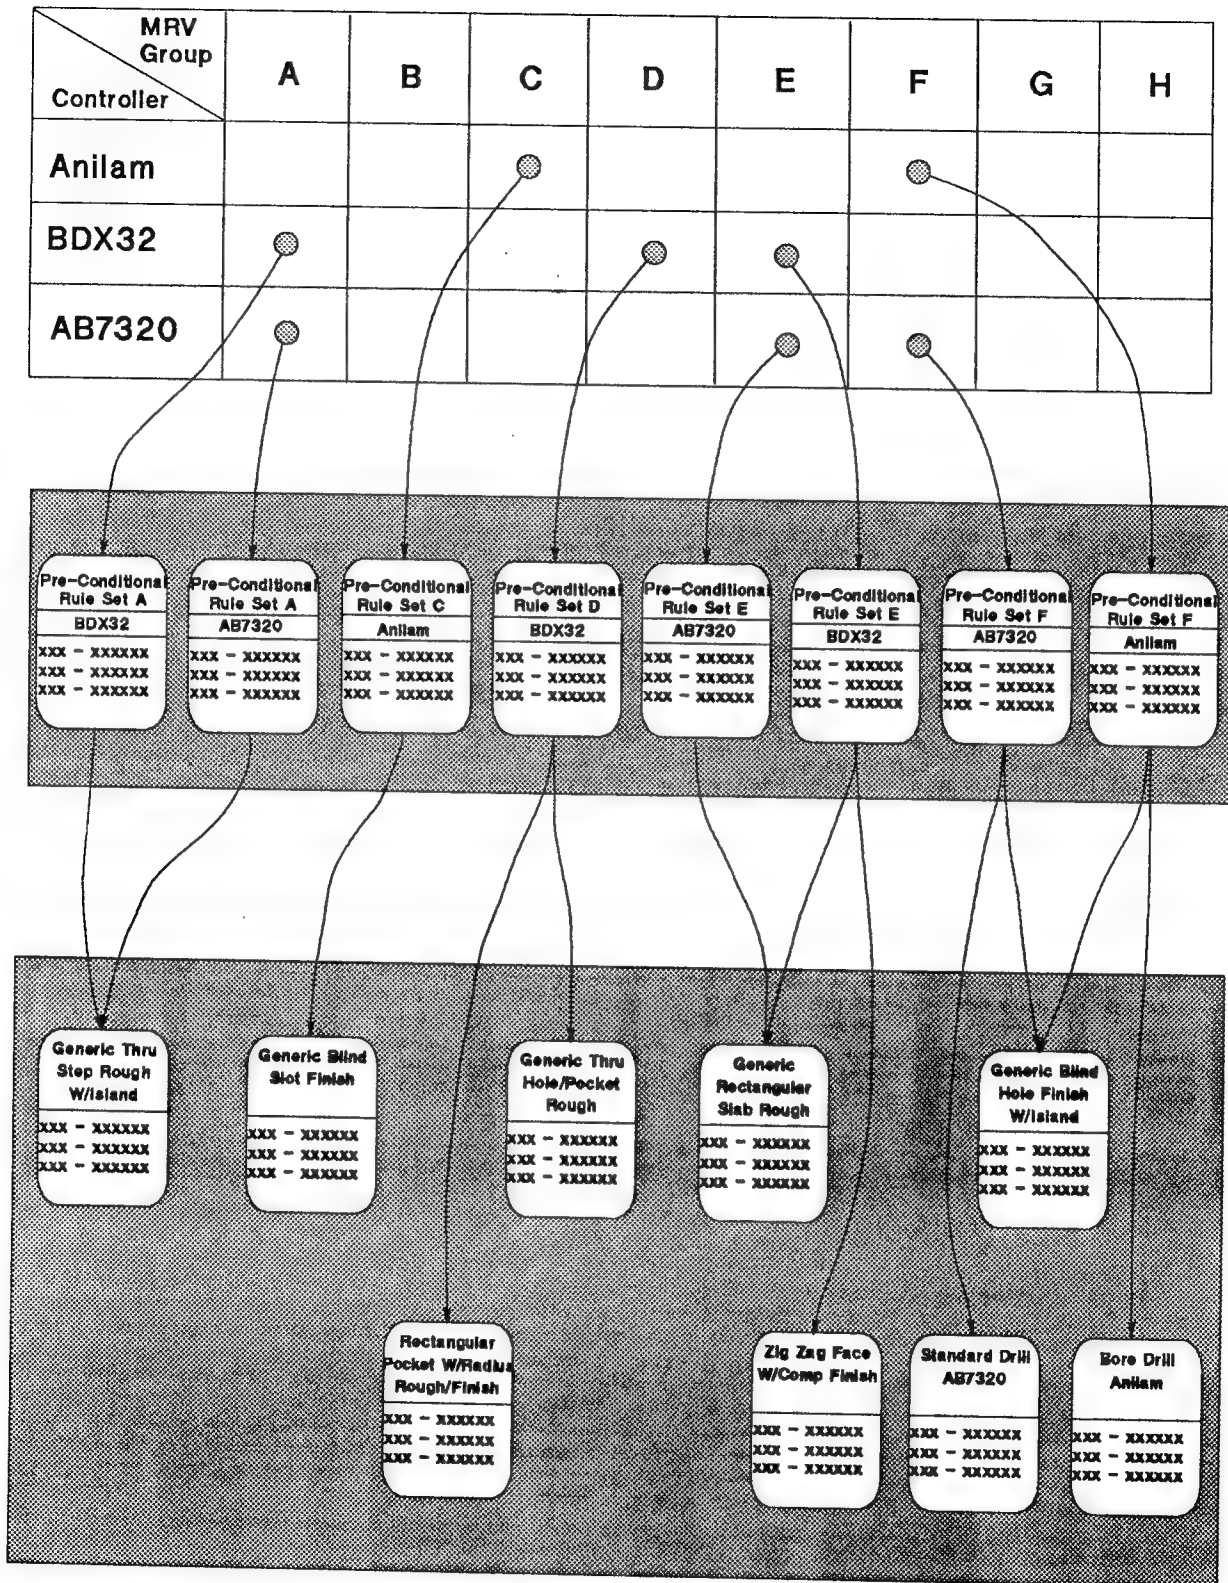 MRV
Group
Controller
A B C D E F G H
Anilam
BDX32
AB7320
Pre-Conditional
Rule Set A
BDX32
xxx - xxxxxx
xxx - xxxxxx
xxx - xxxxxx
Pre-Conditional
Rule Set A
AB7320
xxx - xxxxxx
xxx - xxxxxx
xxx - xxxxxx
Pre-Conditional
Rule Set C
Anilam
xxx - xxxxxx
xxx - xxxxxx
xxx - xxxxxx
Pre-Conditional
Rule Set D
BDX32
xxx - xxxxxx
xxx - xxxxxx
xxx - xxxxxx
Pre-Conditional
Rule Set E
AB7320
xxx - xxxxxx
xxx - xxxxxx
xxx - xxxxxx
Pre-Conditional
Rule Set E
BDX32
xxx - xxxxxx
xxx - xxxxxx
xxx - xxxxxx
Pre-Conditional
Rule Set F
AB7320
xxx - xxxxxx
xxx - xxxxxx
xxx - xxxxxx
Pre-Conditional
Rule Set F
Anilam
xxx - xxxxxx
xxx - xxxxxx
xxx - xxxxxx
Generic Thru
Step Rough
W/Island
xxx - xxxxxx
xxx - xxxxxx
xxx - xxxxxx
Generic Blind
Slot Finish
xxx - xxxxxx
xxx - xxxxxx
xxx - xxxxxx
Generic Thru
Hole/Pocket
Rough
xxx - xxxxxx
xxx - xxxxxx
xxx - xxxxxx
Generic
Rectangular
Slab Rough
xxx - xxxxxx
xxx - xxxxxx
xxx - xxxxxx
Generic Blind
Hole Finish
W/Island
xxx - xxxxxx
xxx - xxxxxx
xxx - xxxxxx
Rectangular
Pocket W/Radius
Rough/Finish
xxx - xxxxxx
xxx - xxxxxx
xxx - xxxxxx
Zig Zag Face
W/Comp Finish
xxx - xxxxxx
xxx - xxxxxx
xxx - xxxxxx
Standard Drill
AB7320
xxx - xxxxxx
xxx - xxxxxx
xxx - xxxxxx
Bore Drill
Anilam
xxx - xxxxxx
xxx - xxxxxx
xxx - xxxxxx